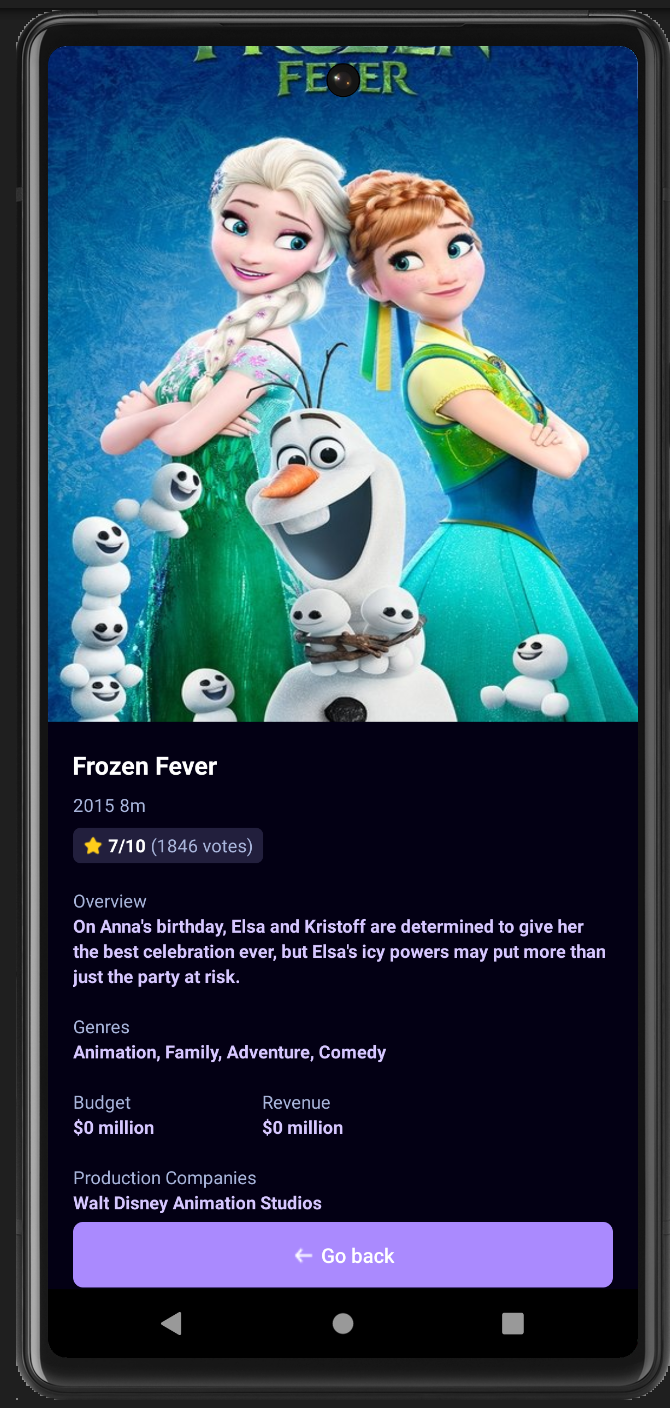 FROZEN
FEVER
Frozen Fever
2015 8m
7/10 (1846 votes)
Overview
On Anna's birthday, Elsa and Kristoff are determined to give her
the best celebration ever, but Elsa's icy powers may put more than
just the party at risk.
Genres
Animation, Family, Adventure, Comedy
Budget Revenue
$0 million $0 million
Production Companies
Walt Disney Animation Studios
← Go back